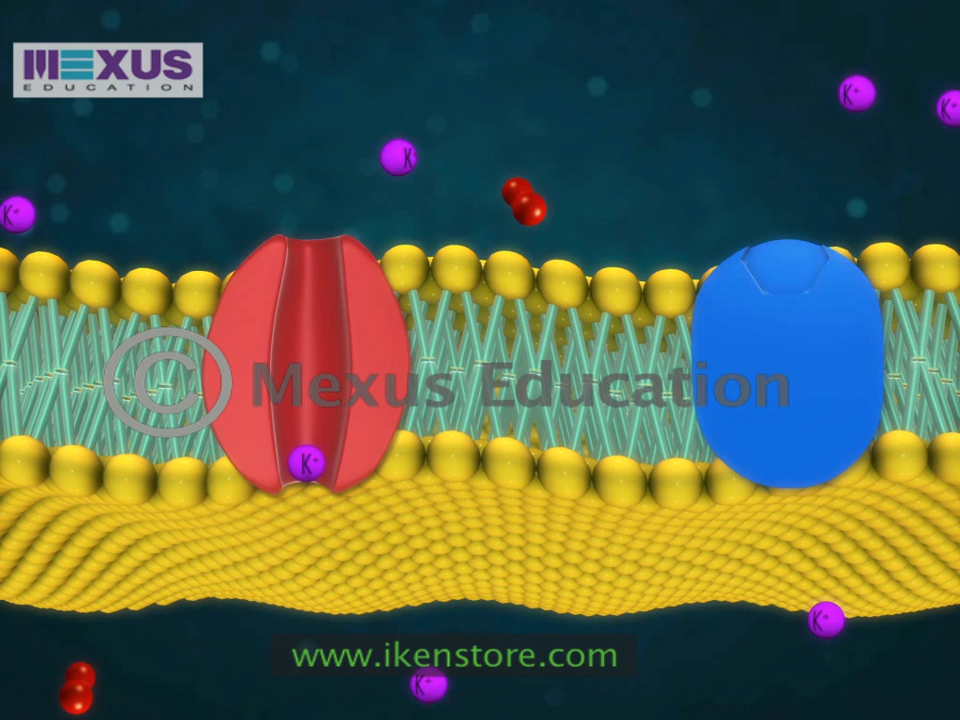 MEXUS
EDUCATION
K⁺
K⁺
K
K⁺
© Mexus Education
K⁺
K⁺
www.ikenstore.com
K⁺